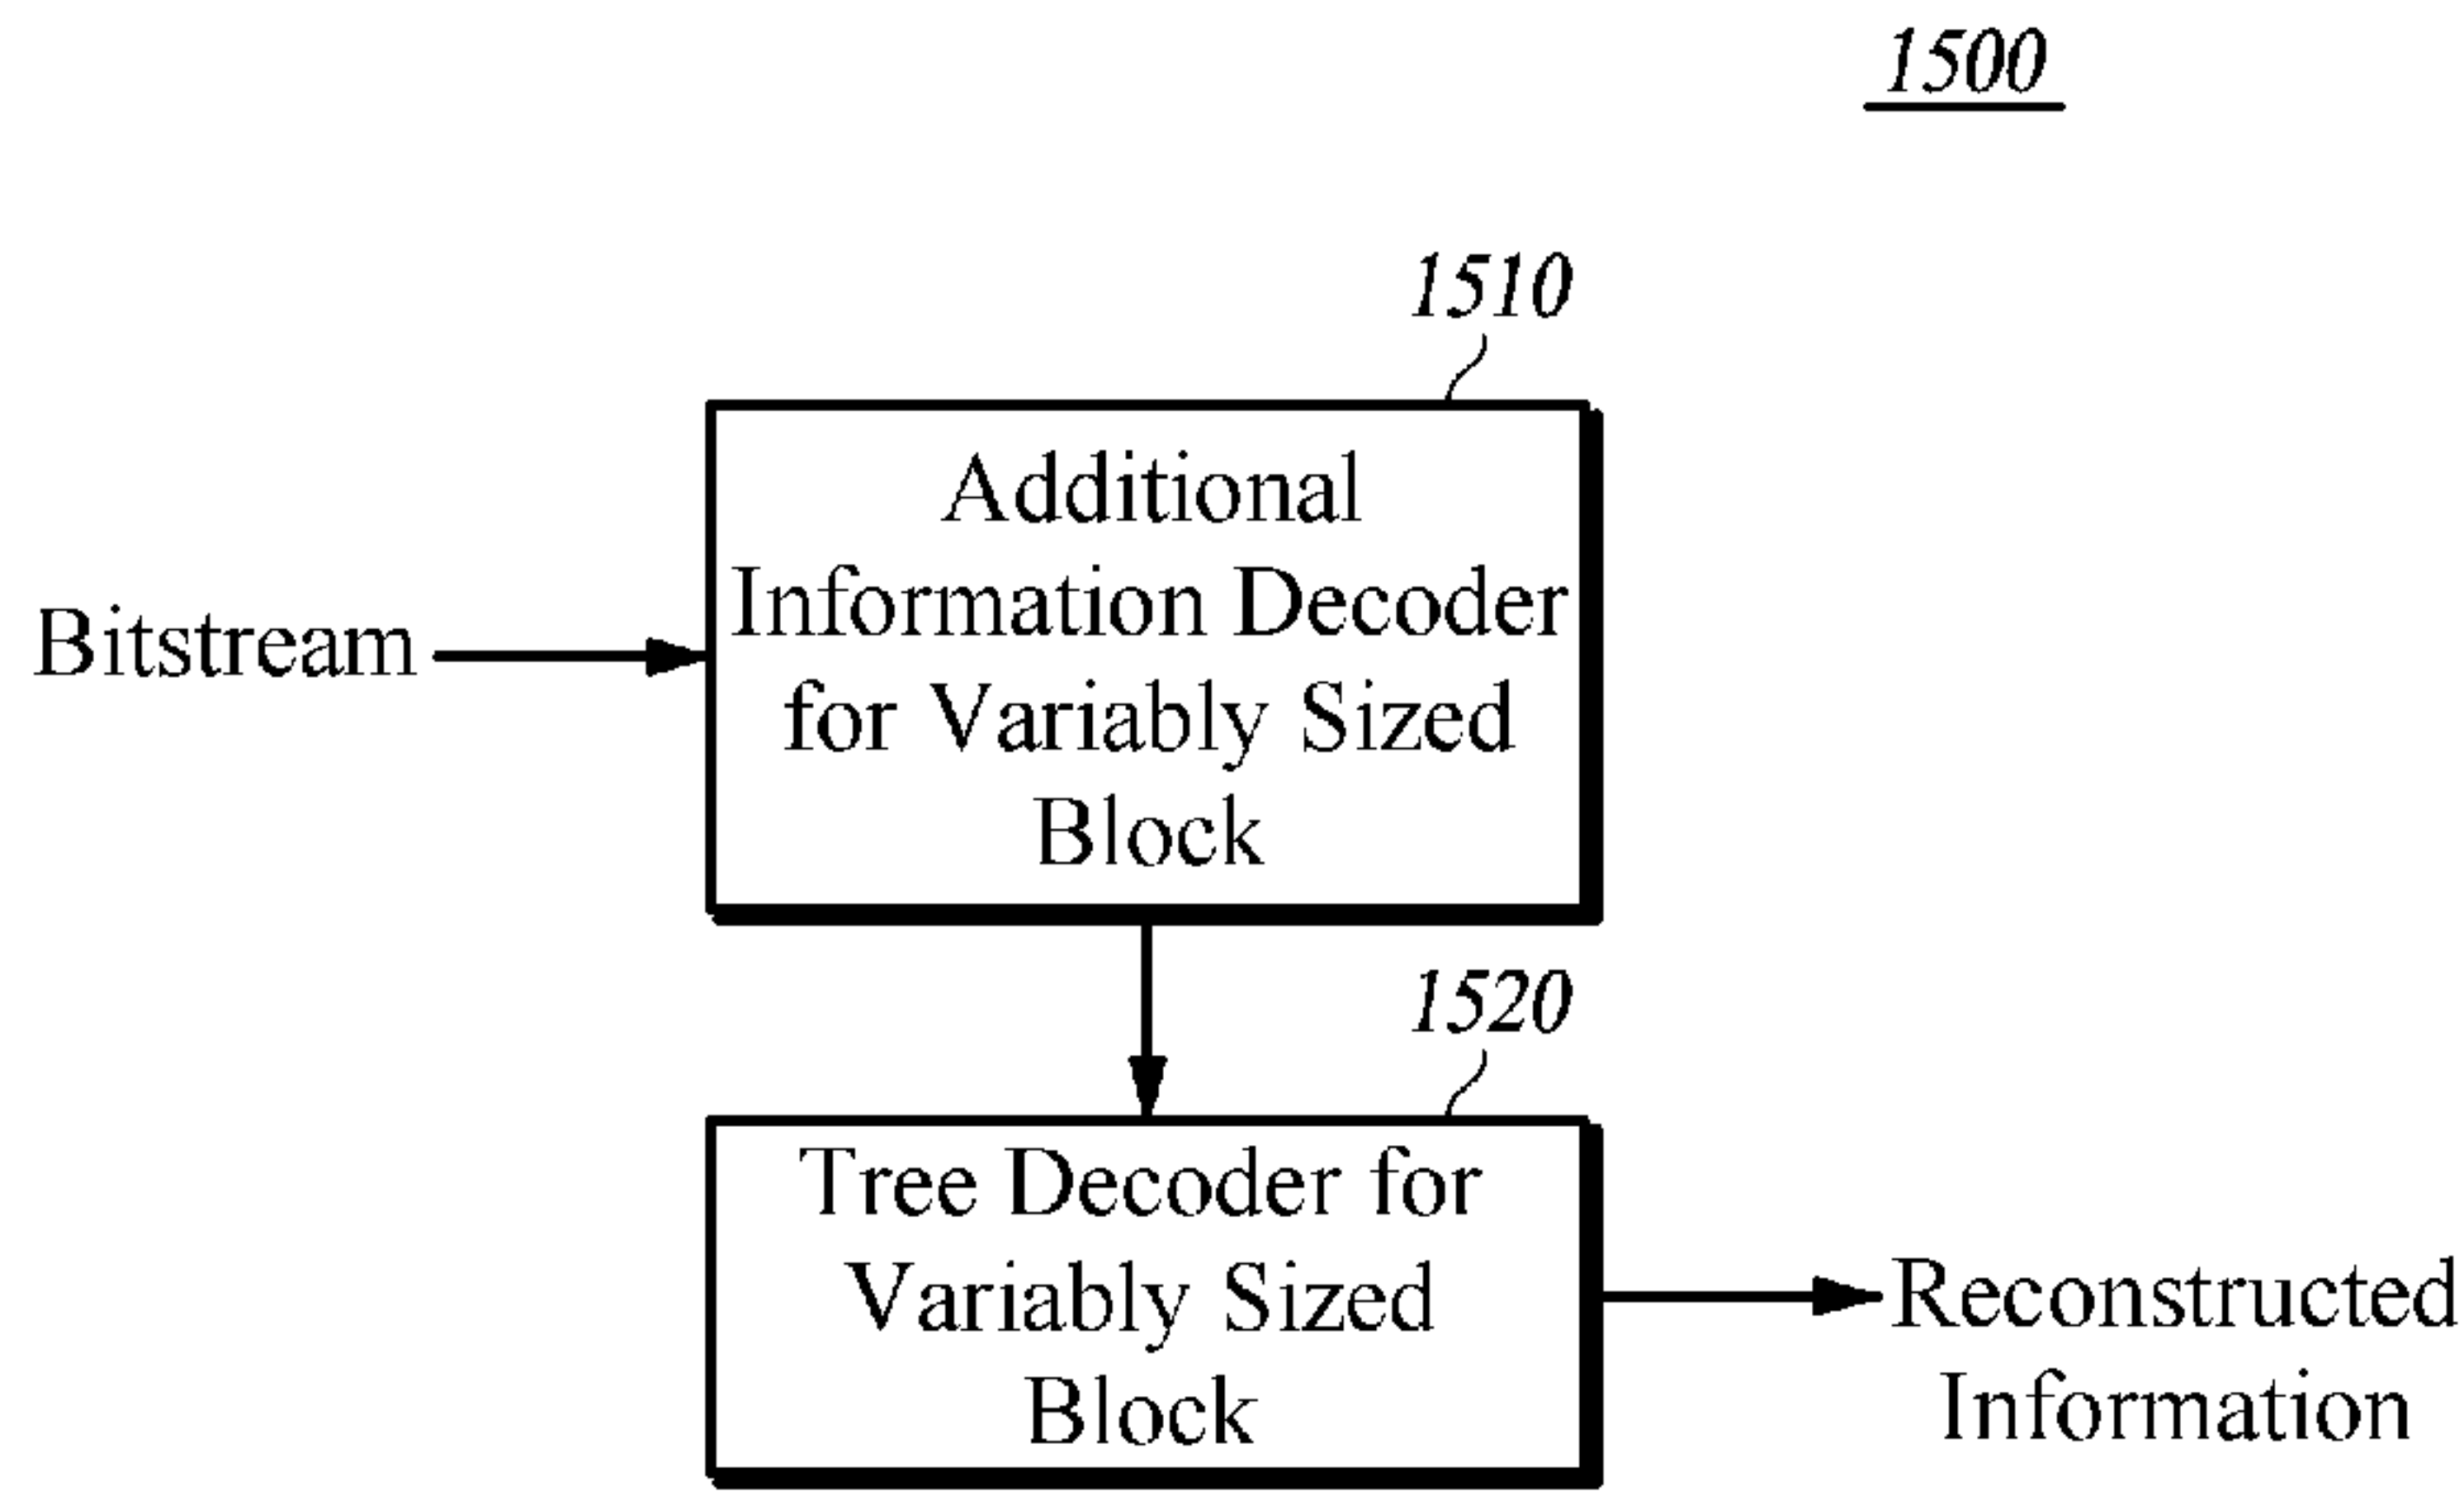 1500
1510
Additional
Information Decoder
for Variably Sized
Block
Bitstream
1520
Tree Decoder for
Variably Sized
Block
Reconstructed
Information